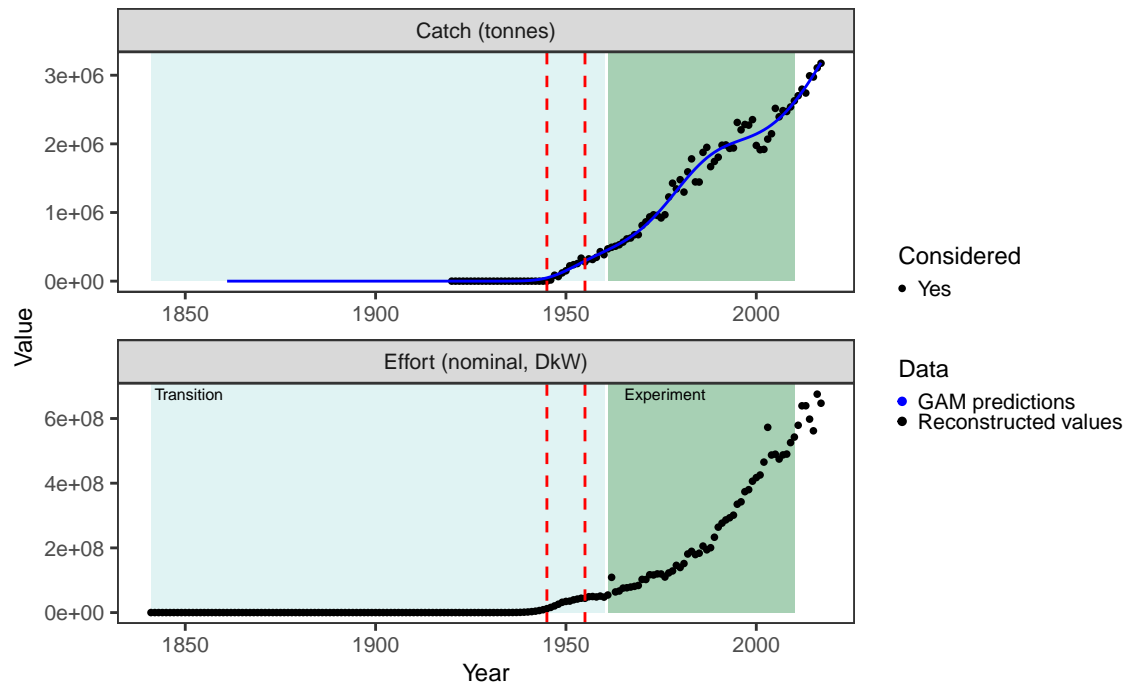 Catch (tonnes)
3e+06
2e+06
1e+06
0e+00
1850 1900 1950 2000
Effort (nominal, DkW)
Transition Experiment
6e+08
4e+08
2e+08
0e+00
1850 1900 1950 2000
Year
Value
Considered
Yes
Data
GAM predictions
Reconstructed values